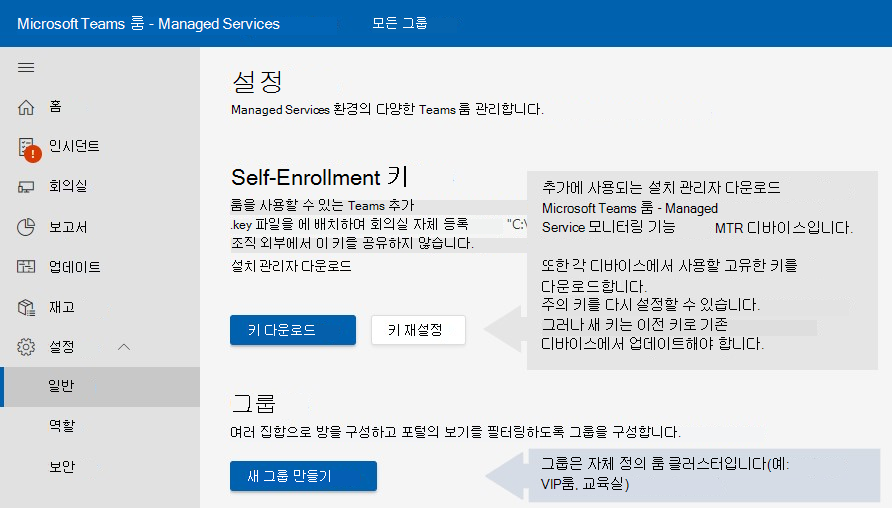 Microsoft Teams 룸 - Managed Services
모든 그룹
홈
인시던트
회의실
보고서
업데이트
재고
설정
일반
역할
보안
설정
Managed Services 환경의 다양한 Teams 룸 관리합니다.
Self-Enrollment 키
룸을 사용할 수 있는 Teams 추가
.key 파일을 에 배치하며 회의실 자체 등록 "C:\
조직 외부에서 이 키를 공유하지 않습니다.
설치 관리자 다운로드
키 다운로드
키 재설정
추가에 사용되는 설치 관리자 다운로드
Microsoft Teams 룸 - Managed
Service 모니터링 기능 MTR 디바이스입니다.
또한 각 디바이스에서 사용할 고유한 키를
다운로드합니다.
주의 키를 다시 설정할 수 있습니다.
그러나 새 키는 이전 키로 기존
디바이스에서 업데이트해야 합니다.
그룹
여러 집합으로 방을 구성하고 포털의 보기를 필터링하도록 그룹을 구성합니다.
새 그룹 만들기
그룹은 자체 정의 룸 클러스터입니다(예:
VIP룸, 교육실)